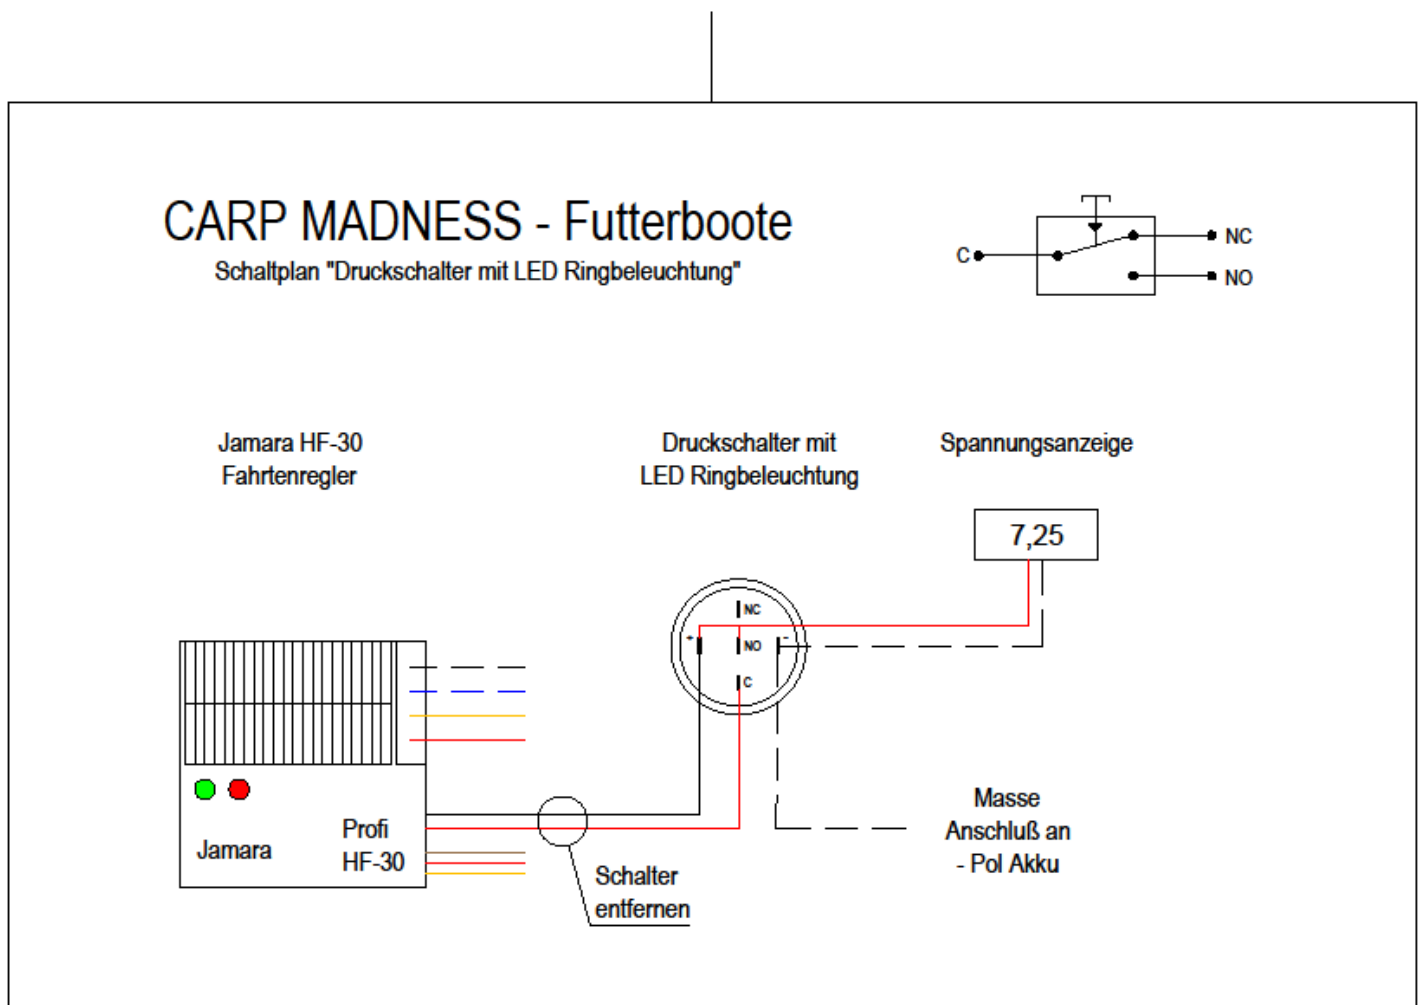 CARP MADNESS - Futterboote
Schaltplan "Druckschalter mit LED Ringbeleuchtung"
C
NC
NO
Jamara HF-30
Fahrtenregler
Druckschalter mit
LED Ringbeleuchtung
Spannungsanzeige
7,25
NC
+
NO
-
C
Jamara
Profi
HF-30
Schalter
entfernen
Masse
Anschluß an
- Pol Akku